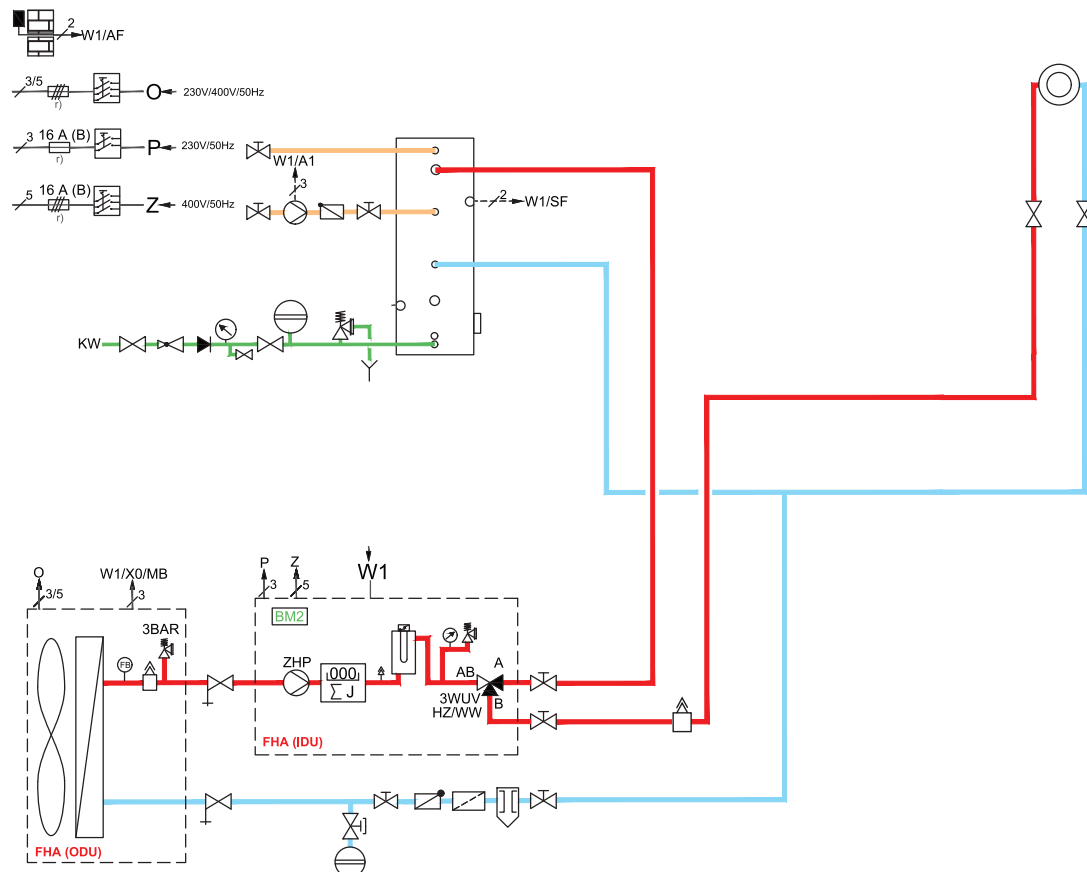 2
W1/AF
3/5
r)
O
230V/400V/50Hz
3
16 A (B)
r)
P
230V/50Hz
5
16 A (B)
r)
Z
400V/50Hz
W1/A1
3
2
W1/SF
KW
O
3/5
W1/X0/MB
3
P
3
Z
5
W1
BM2
3BAR
FB
ZHP
000
Σ J
AB
A
B
3WUV
HZ/WW
FHA (IDU)
FHA (ODU)